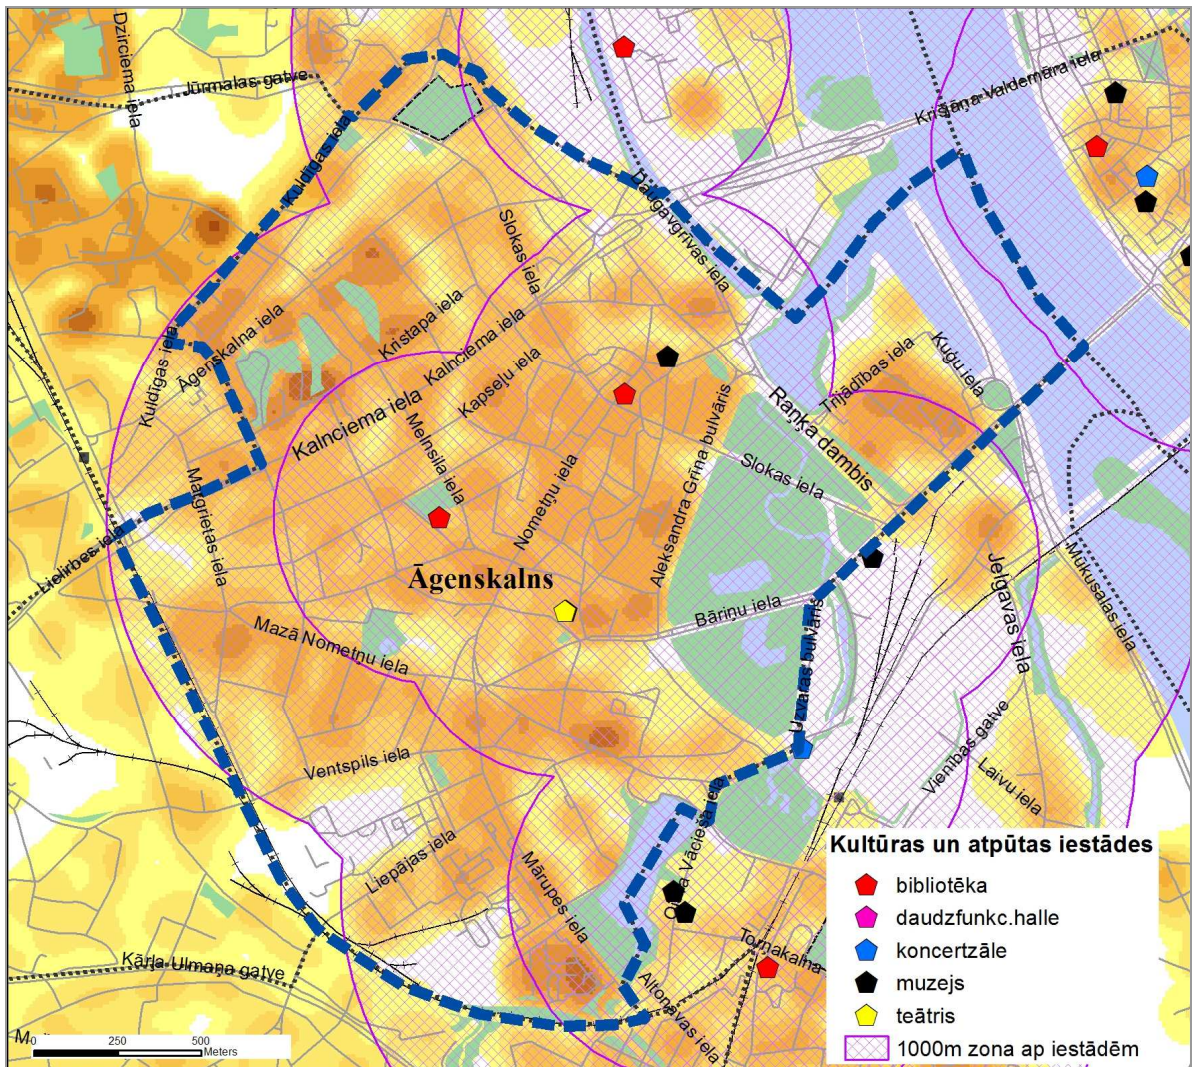 Dzirciema iela
Jūrmalas gatve
Krišjāņa Valdemāra iela
Kuldīgas iela
Daugavgrīvas iela
Slokas iela
Kristapa iela
Āgenskalna iela
Kalnciema iela
Kuldīgas iela
Kapseļu iela
Trijādības iela
Kuģu iela
Raņķa dambis
Kalnciema iela
Melnsila iela
Aleksandra Grīna bulvāris
Slokas iela
Nometņu iela
Margrietas iela
Lielirbes iela
Āgenskalns
Jelgavas iela
Mūkusalas iela
Bāriņu iela
Mazā Nometņu iela
Uzvaras bulvāris
Ventspils iela
Vienības gatve
Laivu iela
Liepājas iela
Mārupes iela
Vācieša iela
Torņakalna
Kārļa Ulmaņa gatve
Altonavas iela
0 250 500
Meters
Kultūras un atpūtas iestādes
bibliotēka
daudzfunkc.halle
koncertzāle
muzejs
teātris
1000m zona ap iestādēm